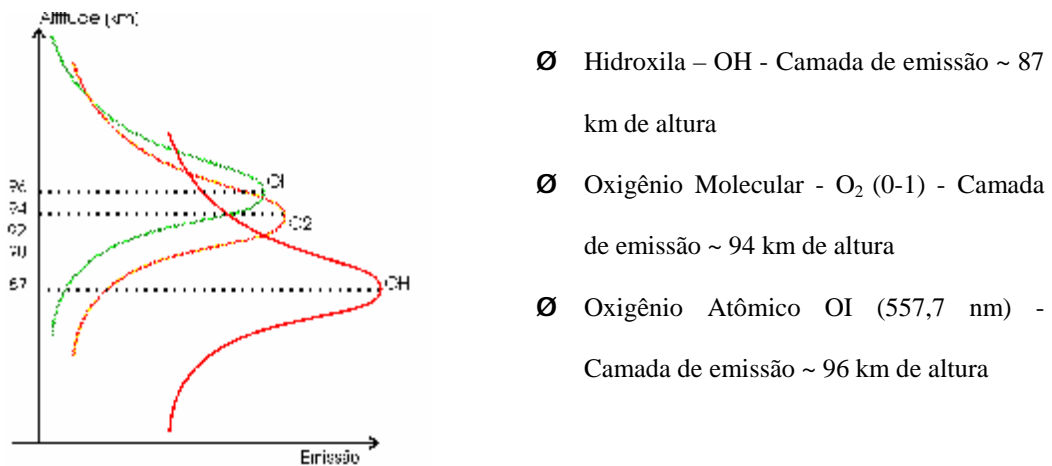 Altitude (km)
96
94
92
90
87
OI
O2
OH
Emissão
Ø Hidroxila – OH - Camada de emissão ~ 87
km de altura
Ø Oxigênio Molecular - O₂ (0-1) - Camada
de emissão ~ 94 km de altura
Ø Oxigênio Atômico OI (557,7 nm) -
Camada de emissão ~ 96 km de altura